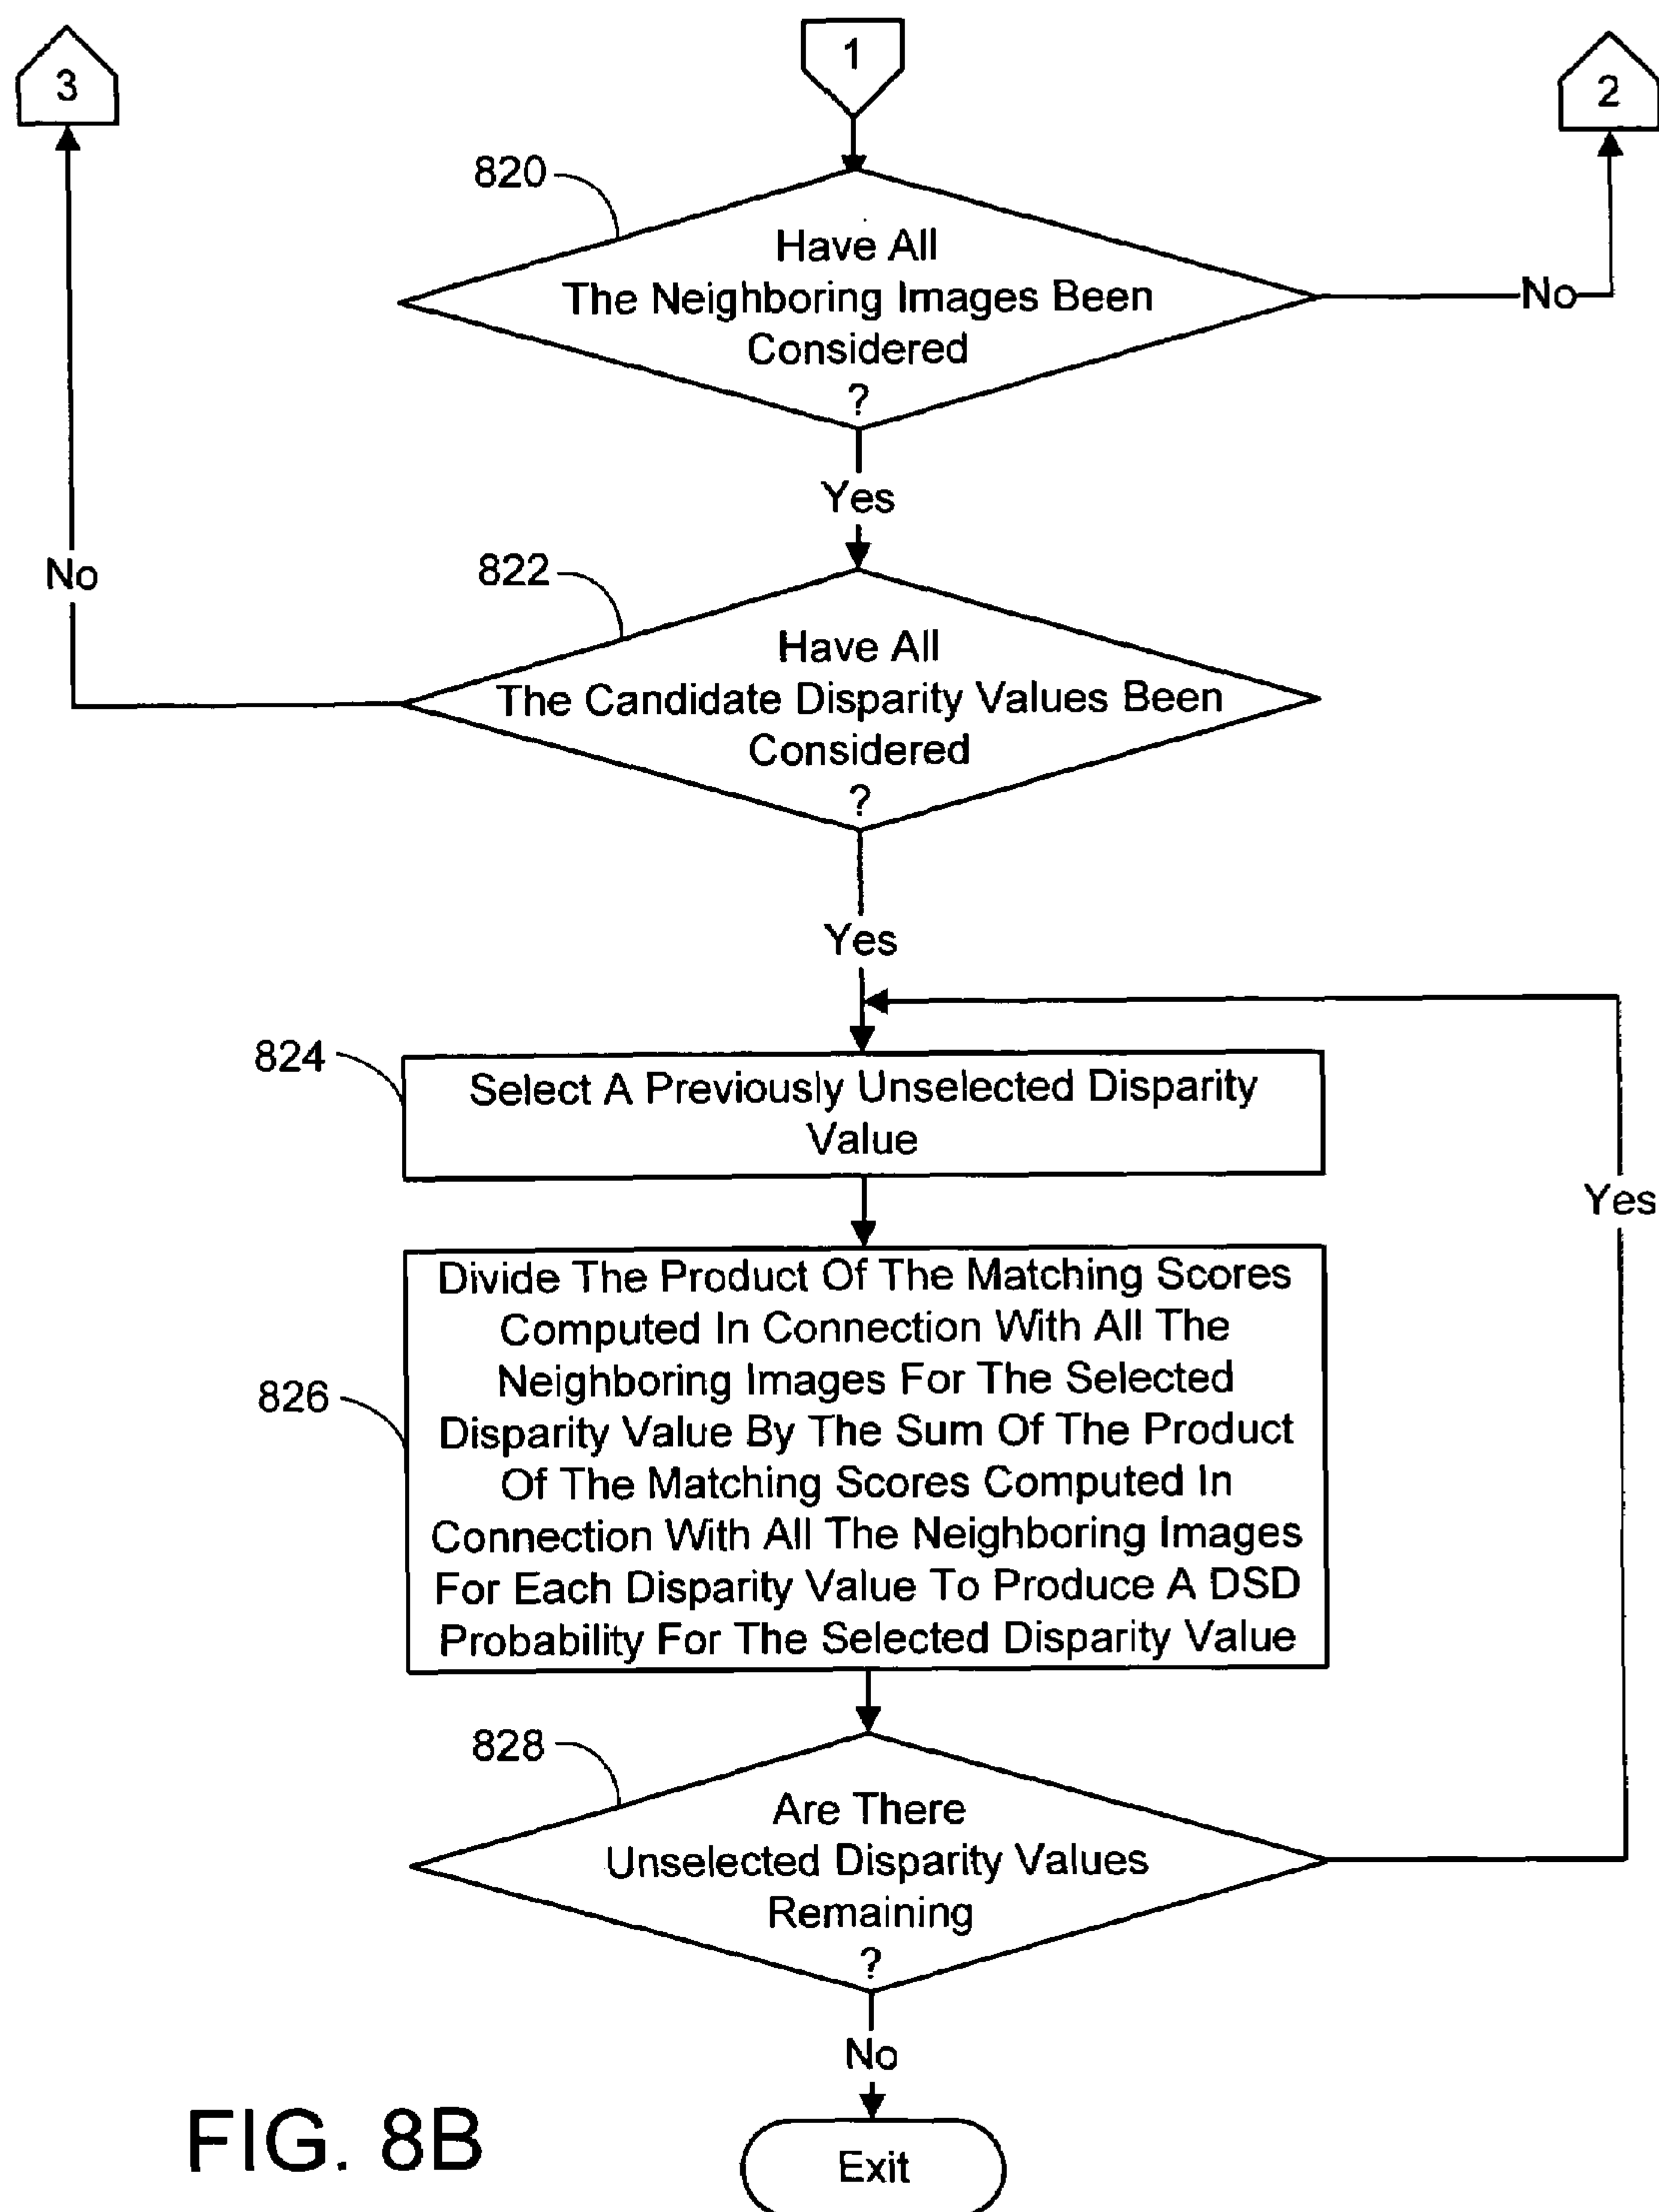 3
1
2
820
Have All
The Neighboring Images Been
Considered
?
No
Yes
No
822
Have All
The Candidate Disparity Values Been
Considered
?
Yes
824
Select A Previously Unselected Disparity
Value
Yes
826
Divide The Product Of The Matching Scores
Computed In Connection With All The
Neighboring Images For The Selected
Disparity Value By The Sum Of The Product
Of The Matching Scores Computed In
Connection With All The Neighboring Images
For Each Disparity Value To Produce A DSD
Probability For The Selected Disparity Value
828
Are There
Unselected Disparity Values
Remaining
?
No
Exit
FIG. 8B